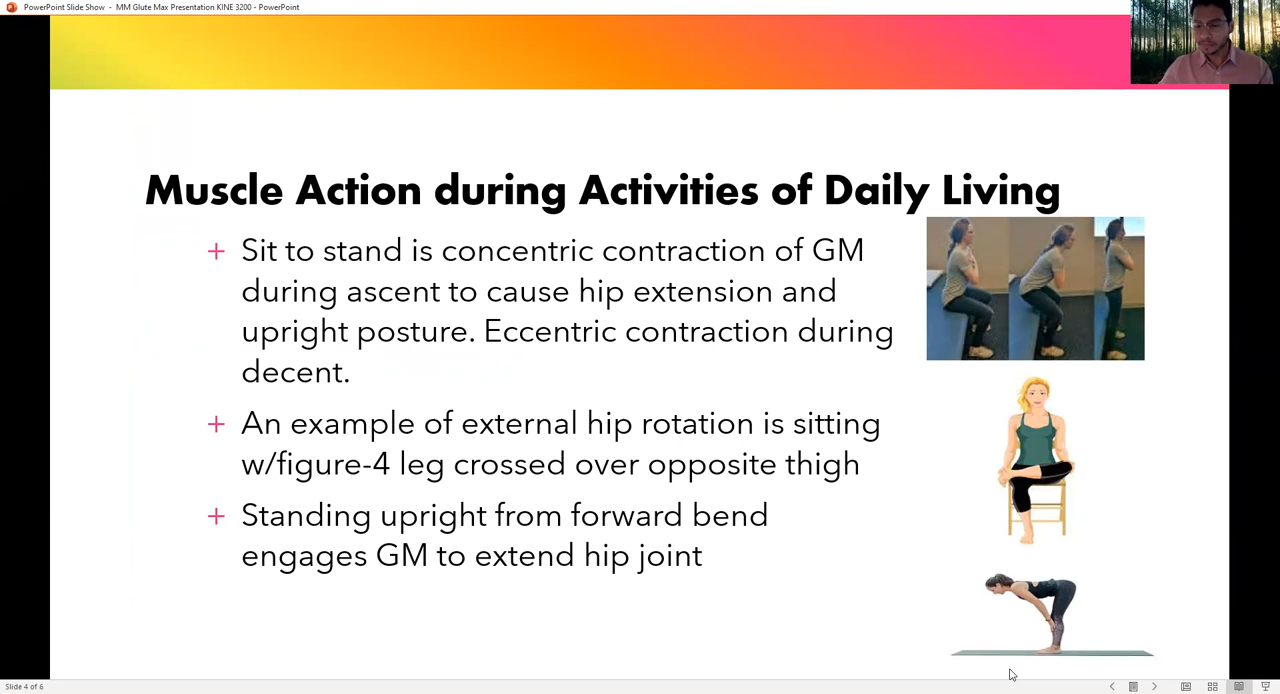 PowerPoint Slide Show - MM Glute Max Presentation KINE 3200 - PowerPoint
Muscle Action during Activities of Daily Living
+ Sit to stand is concentric contraction of GM
during ascent to cause hip extension and
upright posture. Eccentric contraction during
decent.
+ An example of external hip rotation is sitting
w/figure-4 leg crossed over opposite thigh
+ Standing upright from forward bend
engages GM to extend hip joint
Slide 4 of 6